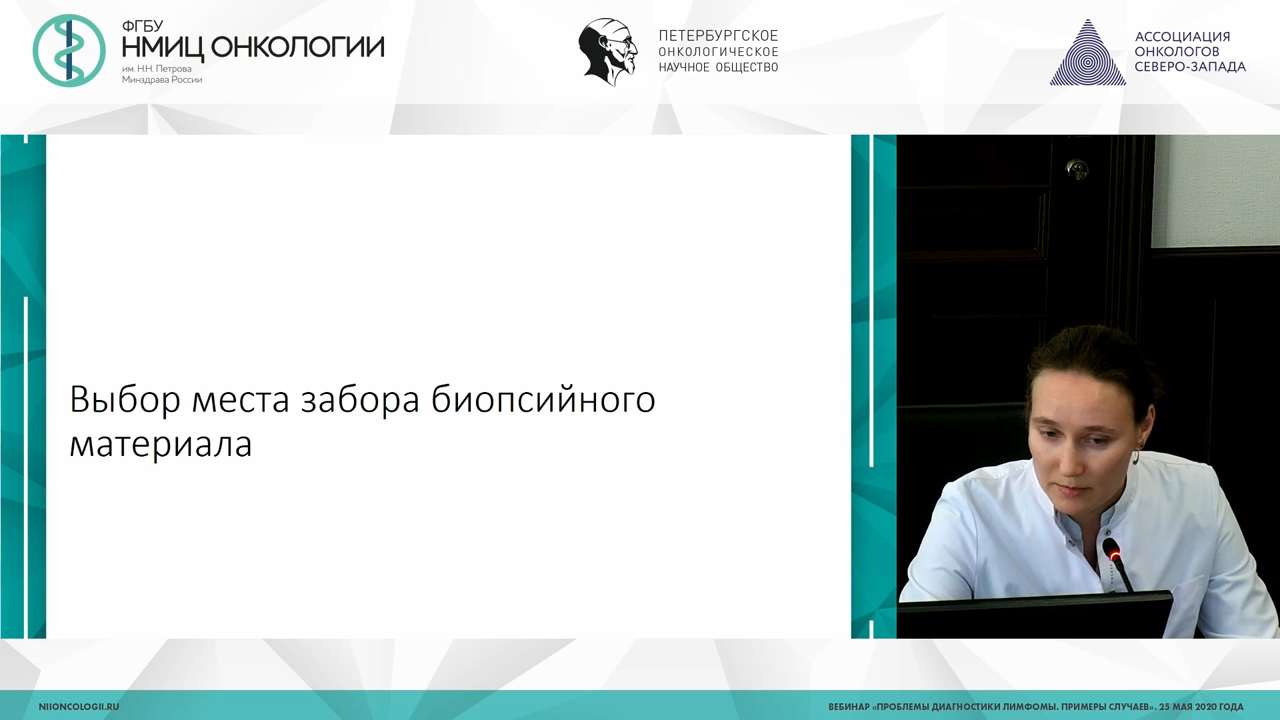 ФГБУ
НМИЦ ОНКОЛОГИИ
им. Н.Н. Петрова
Минздрава России
ПЕТЕРБУРГСКОЕ
ОНКОЛОГИЧЕСКОЕ
НАУЧНОЕ ОБЩЕСТВО
АССОЦИАЦИЯ
ОНКОЛОГОВ
СЕВЕРО-ЗАПАДА
Выбор места забора биопсийного
материала
NIIONCOLOGII.RU
ВЕБИНАР «ПРОБЛЕМЫ ДИАГНОСТИКИ ЛИМФОМЫ. ПРИМЕРЫ СЛУЧАЕВ». 25 МАЯ 2020 ГОДА